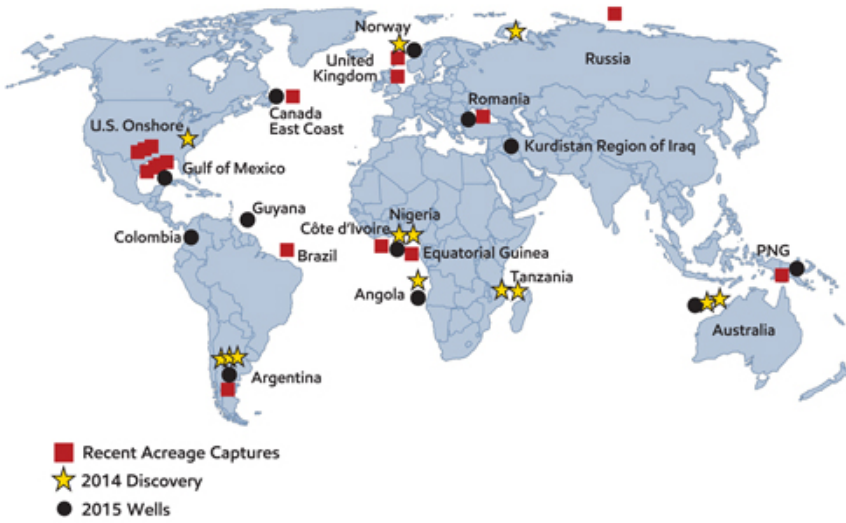 Norway
United
Kingdom
Russia
Romania
Canada
East Coast
U.S. Onshore
Kurdistan Region of Iraq
Gulf of Mexico
Guyana
Nigeria
Côte d'Ivoire
Colombia
Equatorial Guinea
PNG
Brazil
Tanzania
Angola
Australia
Argentina
Recent Acreage Captures
2014 Discovery
2015 Wells